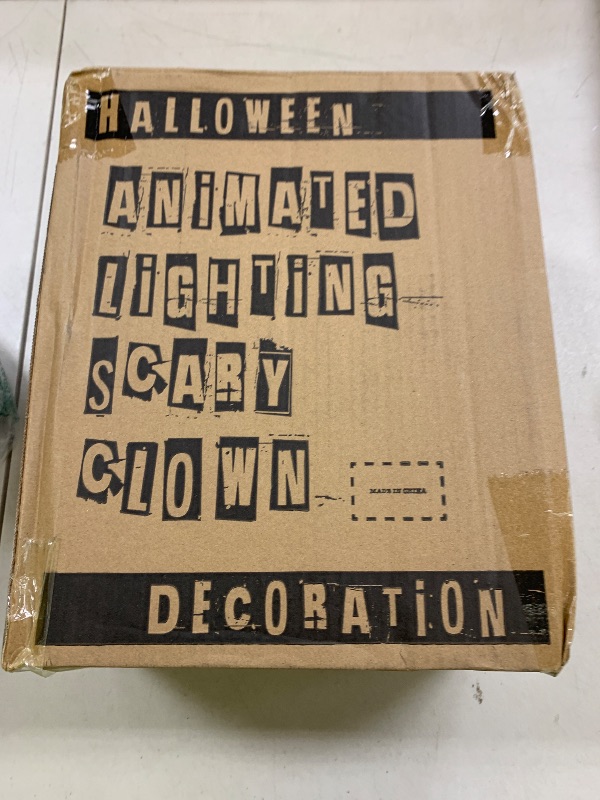 HALLOWEEN
ANiMATED
LiGHTiNG
SCARY
CLOWN
MADE IN CHINA
DECORATiON